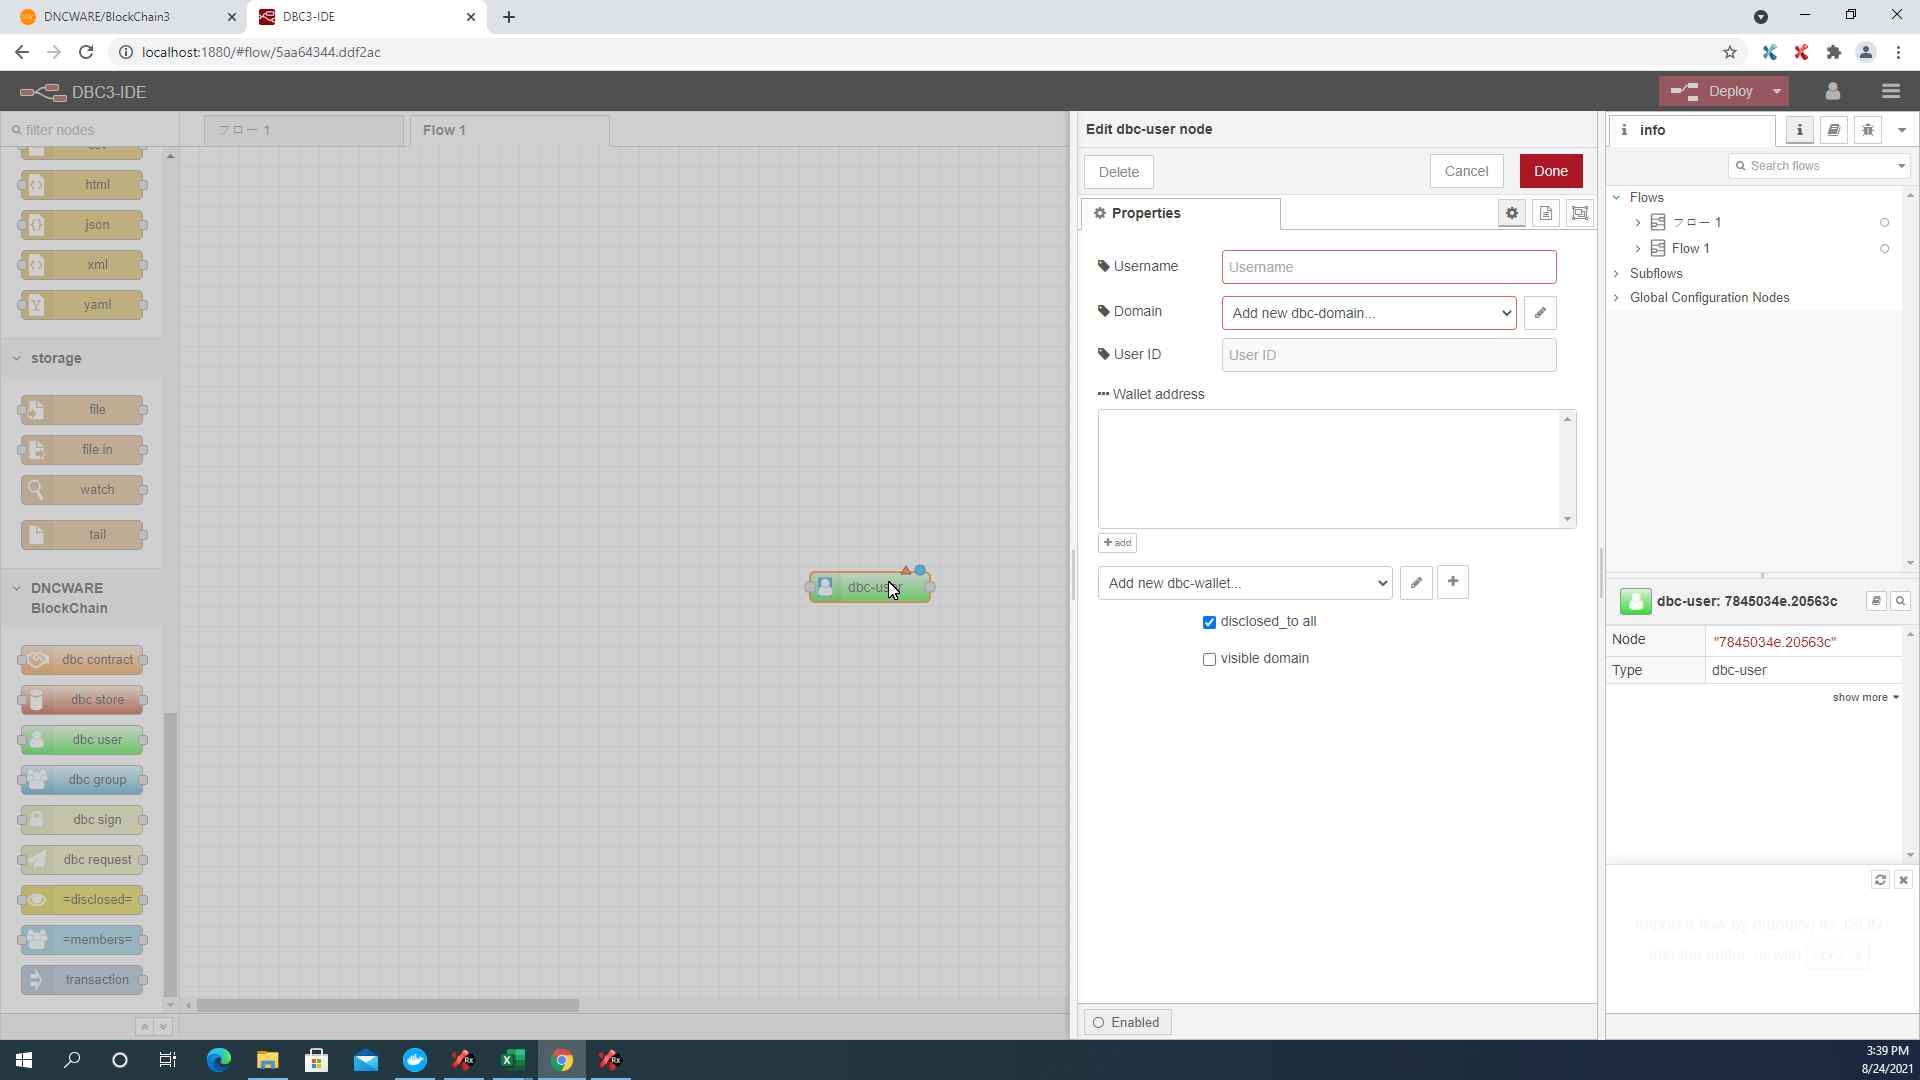 DNCWARE/BlockChain3
DBC3-IDE
localhost:1880/#flow/5aa64344.ddf2ac
DBC3-IDE
Deploy
filter nodes
html
json
xml
yaml
storage
file
file in
watch
tail
DNCWARE
BlockChain
dbc contract
dbc store
dbc user
dbc group
dbc sign
dbc request
=disclosed=
=members=
transaction
フロー 1
Flow 1
dbc-user
Edit dbc-user node
Delete
Cancel
Done
Properties
Username
Username
Domain
Add new dbc-domain...
User ID
User ID
Wallet address
add
Add new dbc-wallet...
disclosed_to all
visible domain
Enabled
info
Search flows
Flows
フロー 1
Flow 1
Subflows
Global Configuration Nodes
dbc-user: 7845034e.20563c
Node
"7845034e.20563c"
Type
dbc-user
show more
3:39 PM
8/24/2021